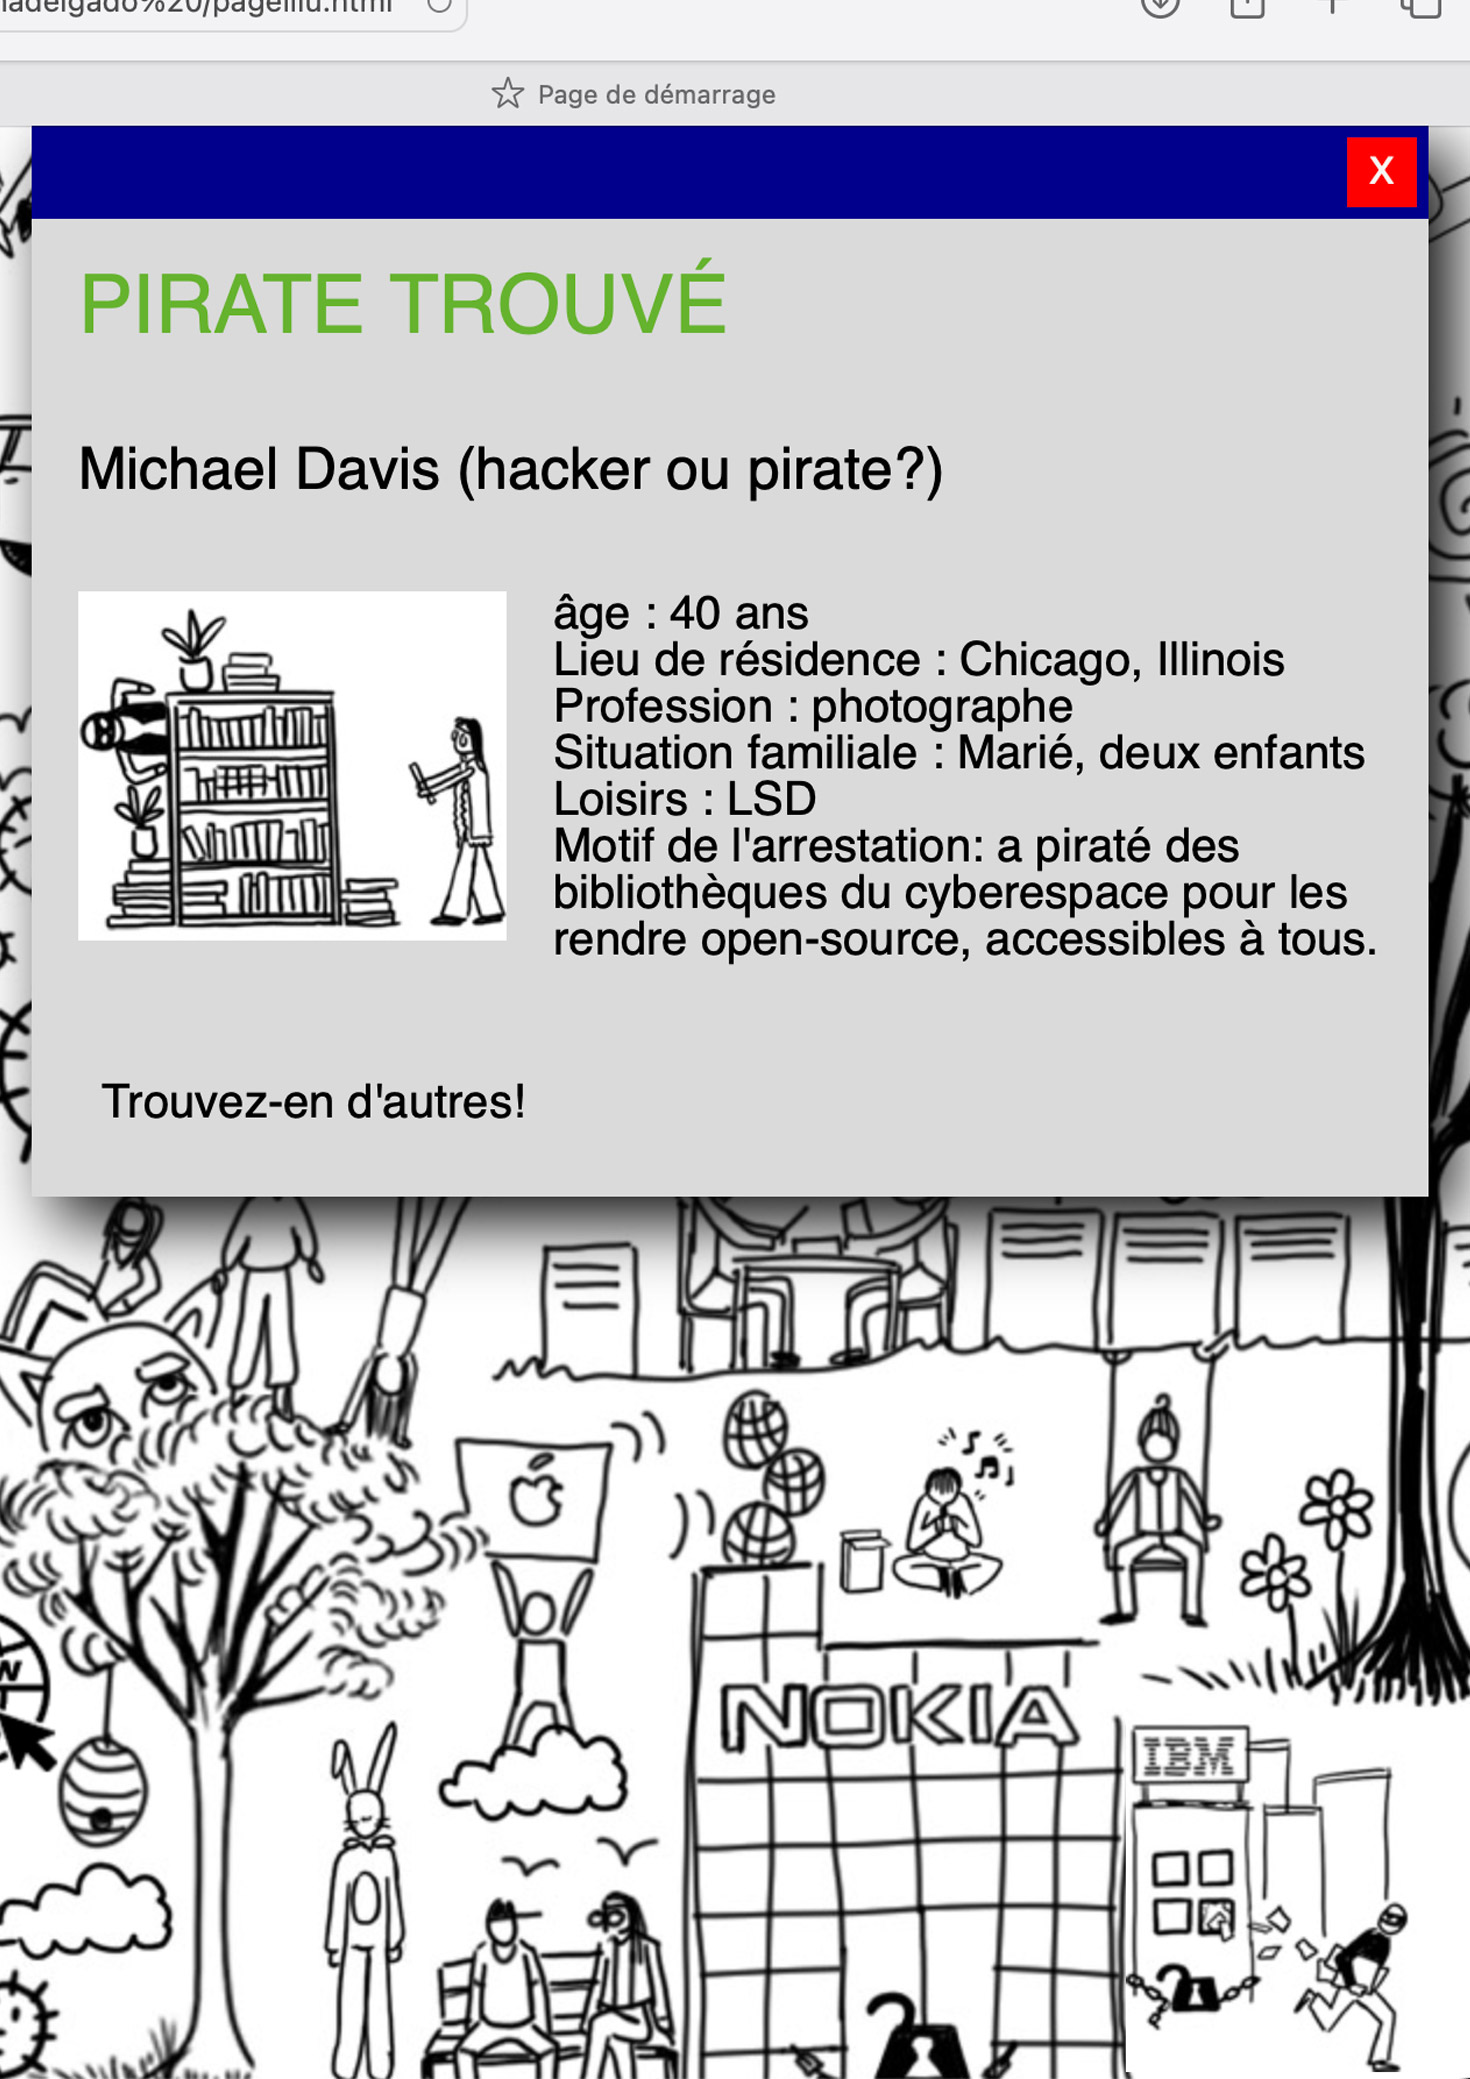 Page de démarrage
X
PIRATE TROUVÉ
Michael Davis (hacker ou pirate?)
âge : 40 ans
Lieu de résidence : Chicago, Illinois
Profession : photographe
Situation familiale : Marié, deux enfants
Loisirs : LSD
Motif de l'arrestation: a piraté des
bibliothèques du cyberespace pour les
rendre open-source, accessibles à tous.
Trouvez-en d'autres!
W
NOKIA
IBM